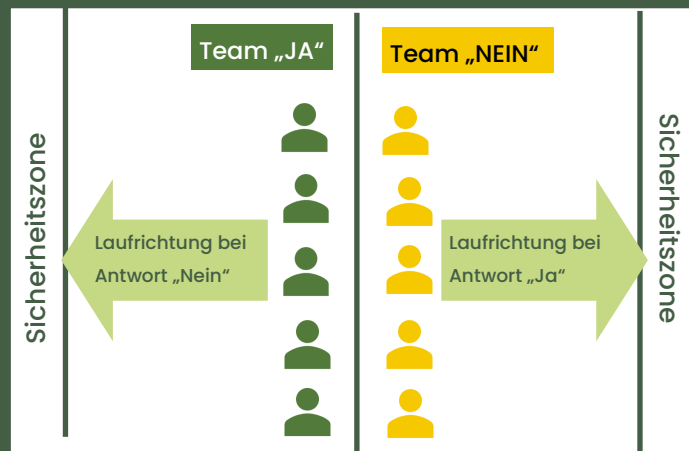 Team „JA“
Team „NEIN“
Sicherheitszone
Laufrichtung bei
Antwort „Nein“
Laufrichtung bei
Antwort „Ja“
Sicherheitszone